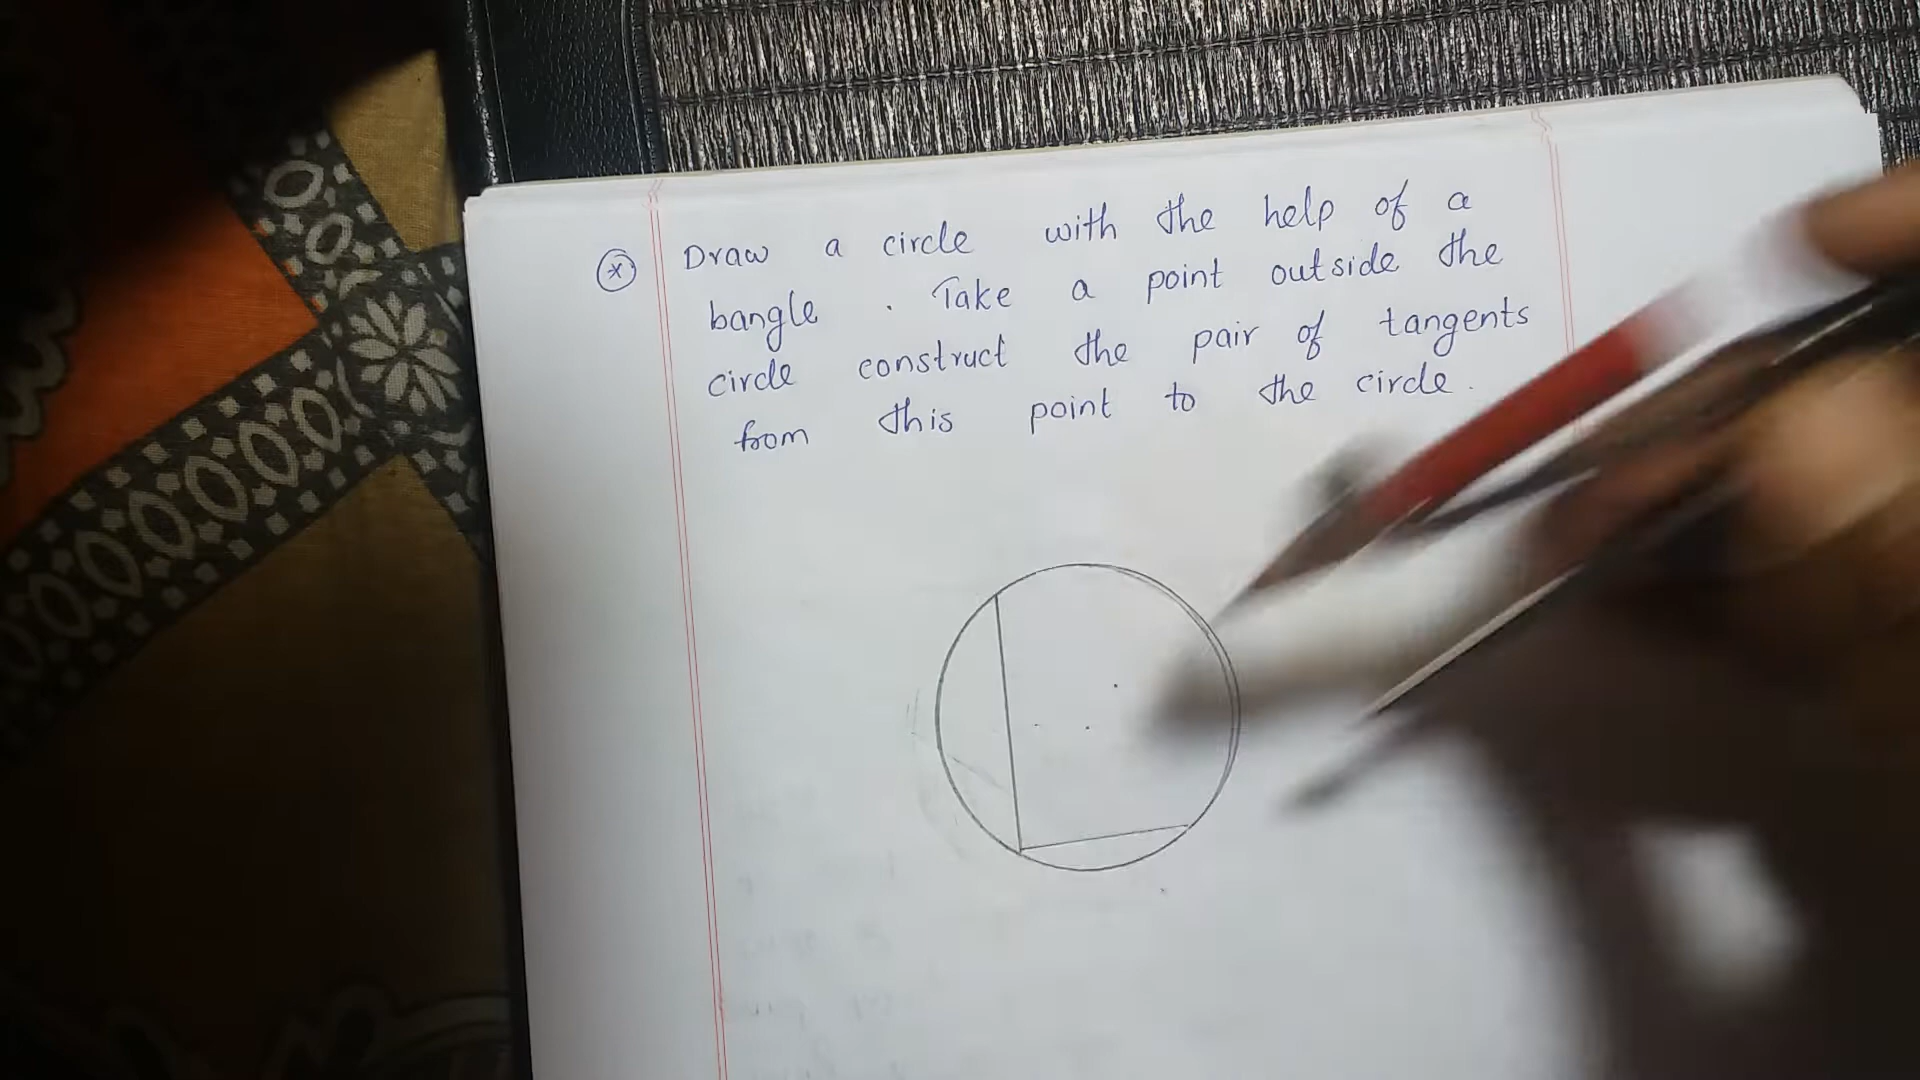 * Draw a circle with the help of a
bangle . Take a point outside the
circle construct the pair of tangents
from this point to the circle.